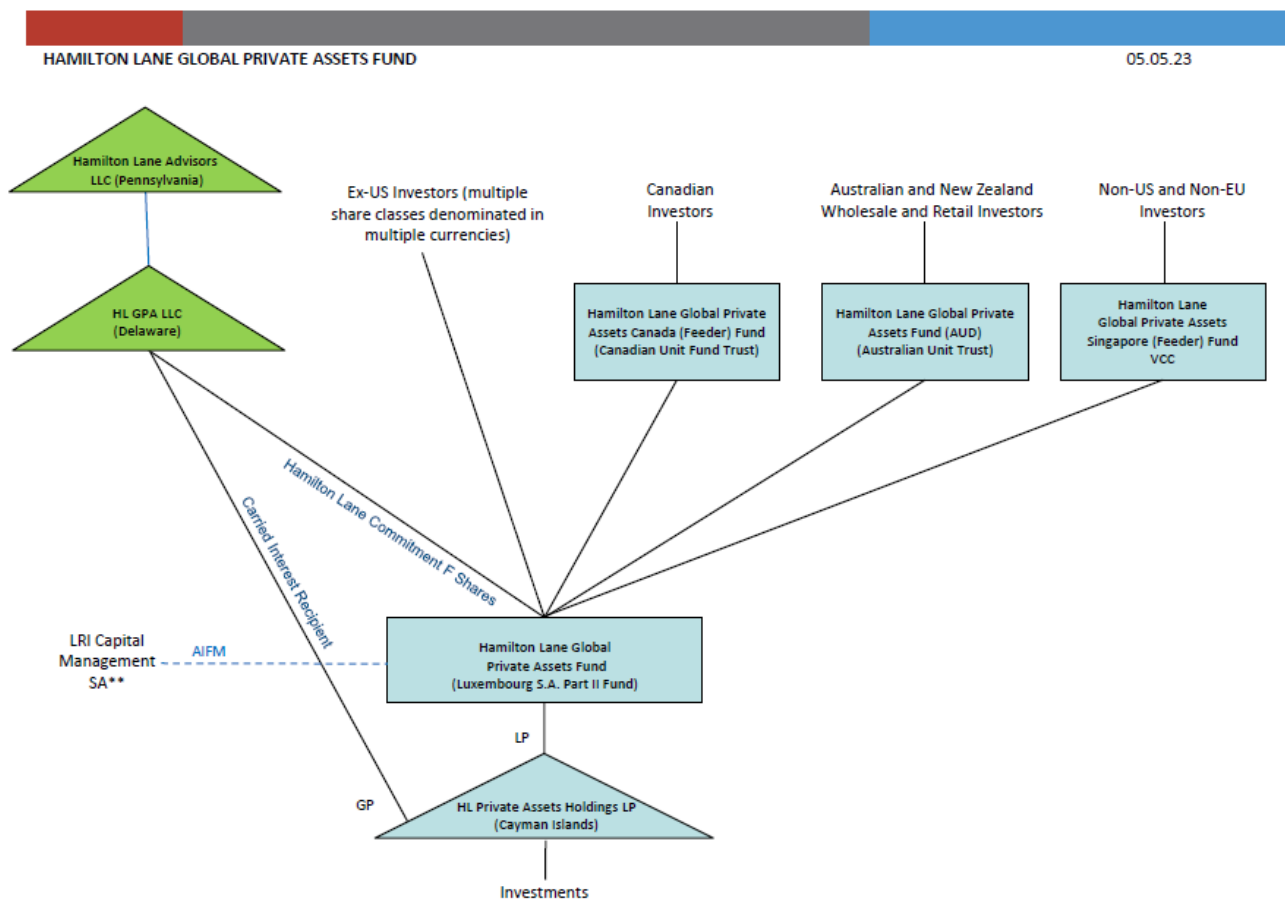 HAMILTON LANE GLOBAL PRIVATE ASSETS FUND
05.05.23
Hamilton Lane Advisors
LLC (Pennsylvania)
Ex-US Investors (multiple
share classes denominated in
multiple currencies)
Canadian
Investors
Australian and New Zealand
Wholesale and Retail Investors
Non-US and Non-EU
Investors
HL GPA LLC
(Delaware)
Hamilton Lane Global Private
Assets Canada (Feeder) Fund
(Canadian Unit Fund Trust)
Hamilton Lane Global Private
Assets Fund (AUD)
(Australian Unit Trust)
Hamilton Lane
Global Private Assets
Singapore (Feeder) Fund
VCC
Hamilton Lane Commitment F Shares
Carried Interest Recipient
LRI Capital
Management
SA**
AIFM
Hamilton Lane Global
Private Assets Fund
(Luxembourg S.A. Part II Fund)
LP
GP
HL Private Assets Holdings LP
(Cayman Islands)
Investments